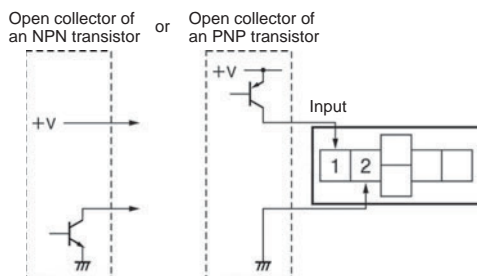 Open collector of
an NPN transistor
or
Open collector of
an PNP transistor
+V
+V
Input
1 2